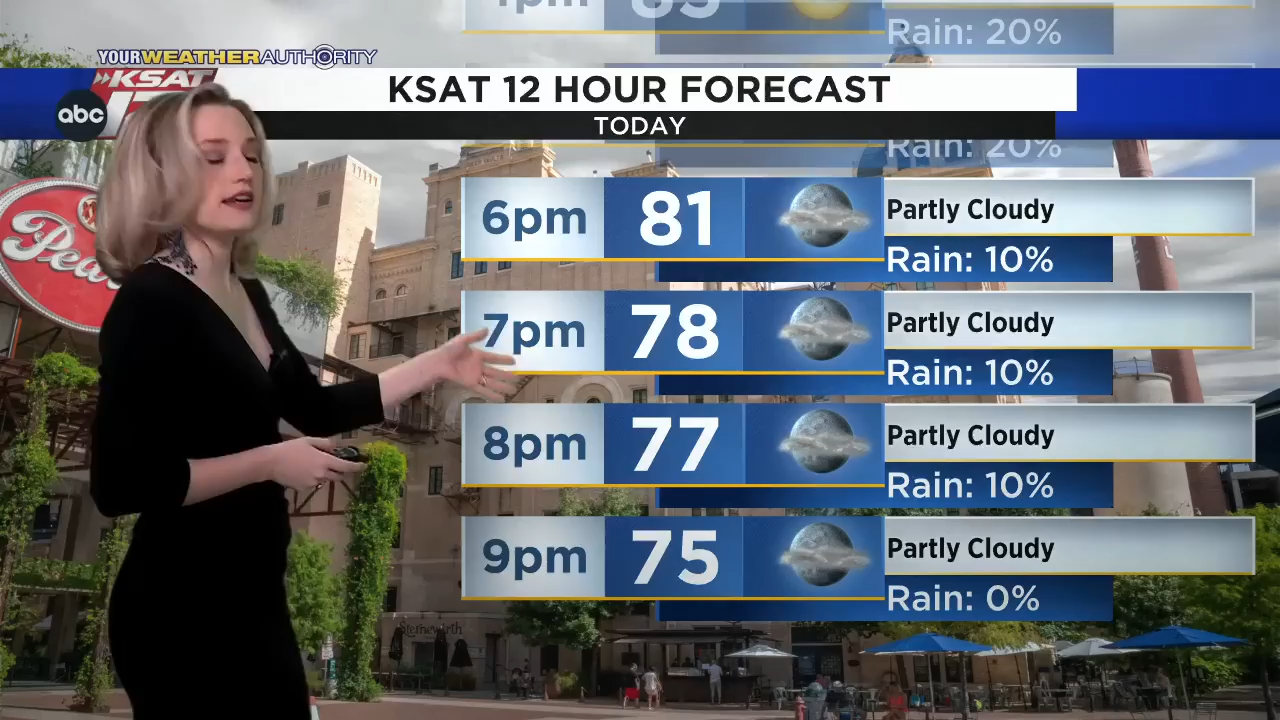 Rain: 20%
YOUR WEATHER AUTHORITY
KSAT
abc
KSAT 12 HOUR FORECAST
TODAY
Rain: 20%
6pm 81 Partly Cloudy
Rain: 10%
7pm 78 Partly Cloudy
Rain: 10%
8pm 77 Partly Cloudy
Rain: 10%
9pm 75 Partly Cloudy
Rain: 0%